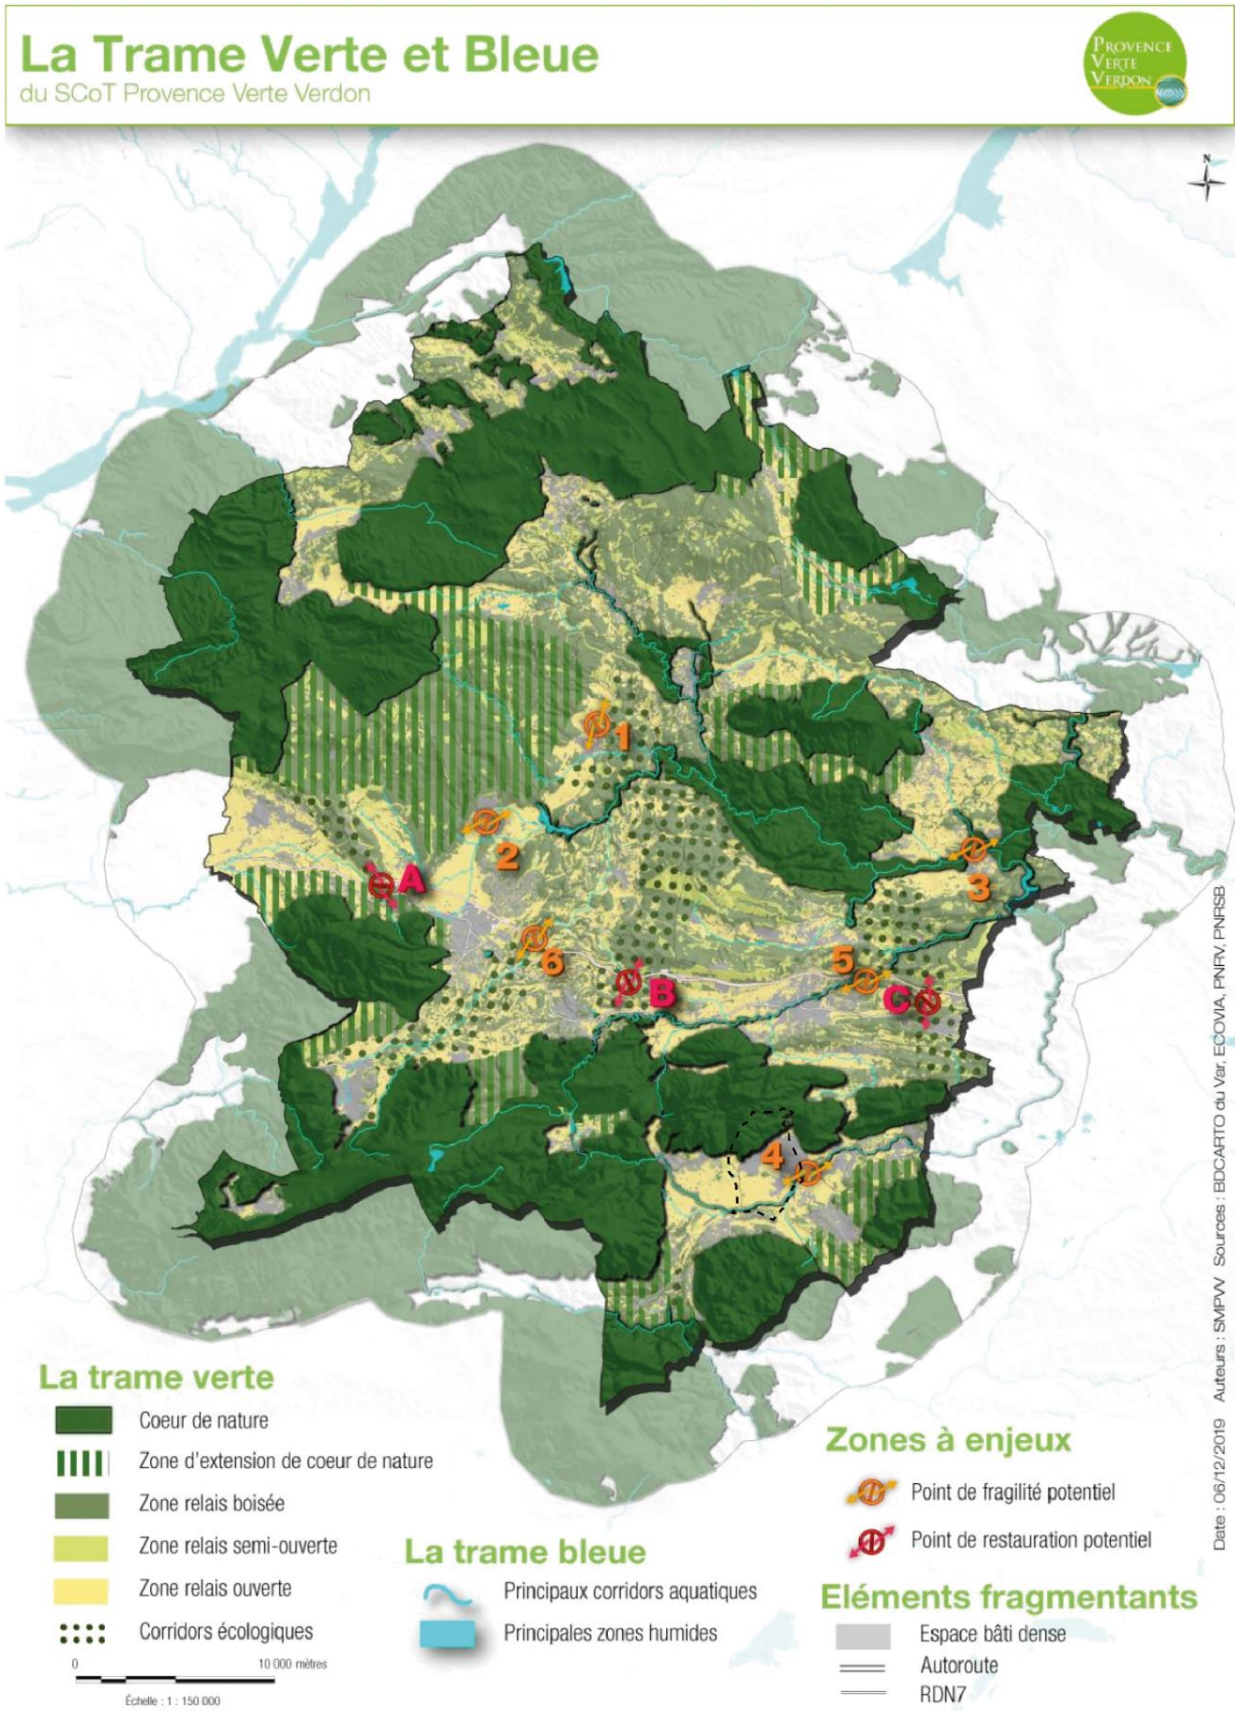 La Trame Verte et Bleue
du SCoT Provence Verte Verdon
PROVENCE
VERTE
VERDON
N
1
2
3
A
5
6
B
C
4
Date : 06/12/2019 Auteurs : SMPVV Sources : BDCARTO du Var, ECOVIA, PNRV, PNRSB
La trame verte
Coeur de nature
Zone d'extension de coeur de nature
Zone relais boisée
Zone relais semi-ouverte
Zone relais ouverte
Corridors écologiques
0 10 000 mètres
Échelle : 1 : 150 000
La trame bleue
Principaux corridors aquatiques
Principales zones humides
Zones à enjeux
Point de fragilité potentiel
Point de restauration potentiel
Eléments fragmentants
Espace bâti dense
Autoroute
RDN7